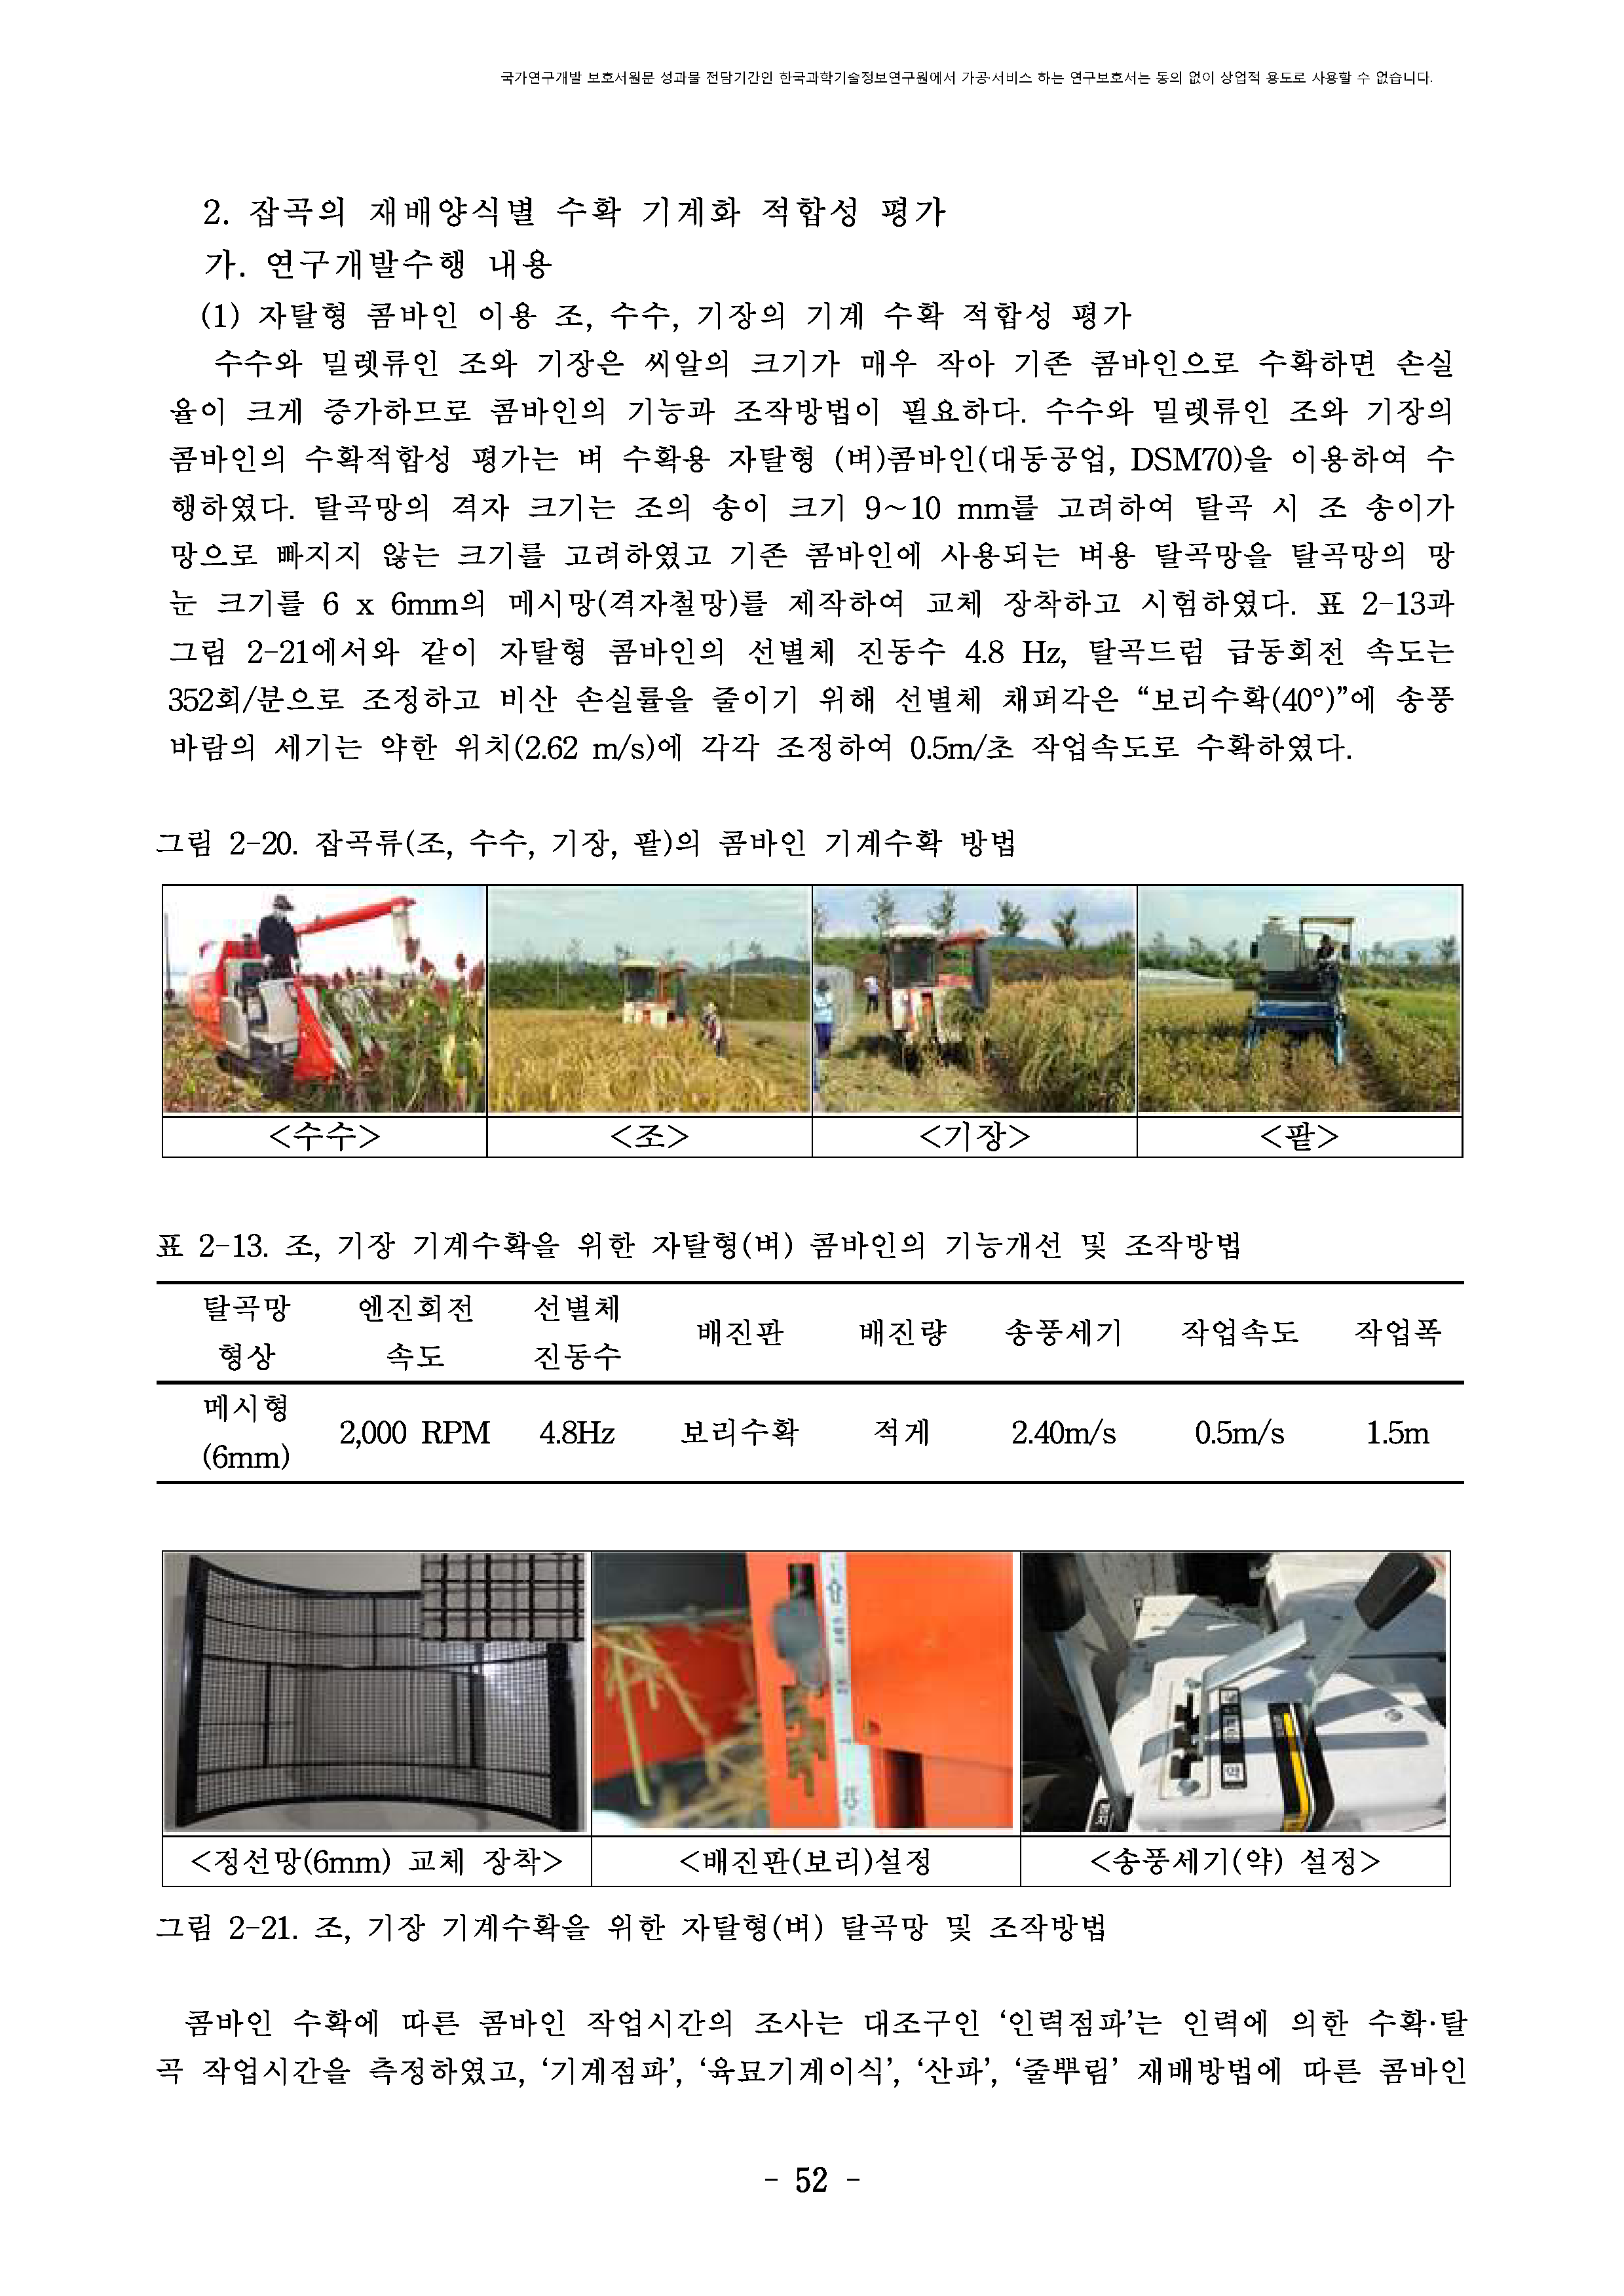 국가연구개발 보호서원문 성과물 전담기간인 한국과학기술정보연구원에서 가공·서비스 하는 연구보호서는 동의 없이 상업적 용도로 사용할 수 없습니다.
2. 잡곡의 재배양식별 수확 기계화 적합성 평가
가. 연구개발수행 내용
(1) 자탈형 콤바인 이용 조, 수수, 기장의 기계 수확 적합성 평가
수수와 밀렛류인 조와 기장은 씨알의 크기가 매우 작아 기존 콤바인으로 수확하면 손실
율이 크게 증가하므로 콤바인의 기능과 조작방법이 필요하다. 수수와 밀렛류인 조와 기장의
콤바인의 수확적합성 평가는 벼 수확용 자탈형 (벼)콤바인(대동공업, DSM70)을 이용하여 수
행하였다. 탈곡망의 격자 크기는 조의 송이 크기 9~10 mm를 고려하여 탈곡 시 조 송이가
망으로 빠지지 않는 크기를 고려하였고 기존 콤바인에 사용되는 벼용 탈곡망을 탈곡망의 망
눈 크기를 6 x 6mm의 메시망(격자철망)를 제작하여 교체 장착하고 시험하였다. 표 2-13과
그림 2-21에서와 같이 자탈형 콤바인의 선별체 진동수 4.8 Hz, 탈곡드럼 급동회전 속도는
352회/분으로 조정하고 비산 손실률을 줄이기 위해 선별체 채퍼각은 “보리수확(40°)”에 송풍
바람의 세기는 약한 위치(2.62 m/s)에 각각 조정하여 0.5m/초 작업속도로 수확하였다.
그림 2-20. 잡곡류(조, 수수, 기장, 팥)의 콤바인 기계수확 방법
<수수> <조> <기장> <팥>
표 2-13. 조, 기장 기계수확을 위한 자탈형(벼) 콤바인의 기능개선 및 조작방법
탈곡망 형상 엔진회전 속도 선별체 진동수 배진판 배진량 송풍세기 작업속도 작업폭
메시형 (6mm) 2,000 RPM 4.8Hz 보리수확 적게 2.40m/s 0.5m/s 1.5m
약
<정선망(6mm) 교체 장착> <배진판(보리)설정 <송풍세기(약) 설정>
그림 2-21. 조, 기장 기계수확을 위한 자탈형(벼) 탈곡망 및 조작방법
콤바인 수확에 따른 콤바인 작업시간의 조사는 대조구인 ‘인력점파’는 인력에 의한 수확·탈
곡 작업시간을 측정하였고, ‘기계점파’, ‘육묘기계이식’, ‘산파’, ‘줄뿌림’ 재배방법에 따른 콤바인
- 52 -